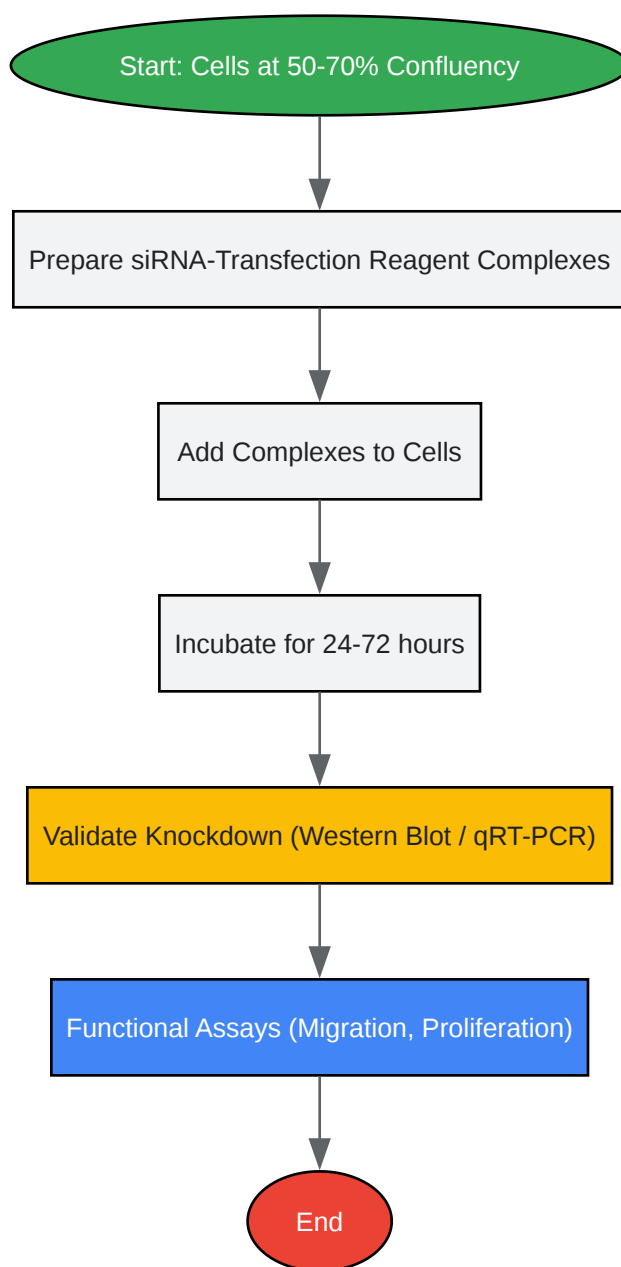 Start: Cells at 50-70% Confluency
Prepare siRNA-Transfection Reagent Complexes
Add Complexes to Cells
Incubate for 24-72 hours
Validate Knockdown (Western Blot / qRT-PCR)
Functional Assays (Migration, Proliferation)
End